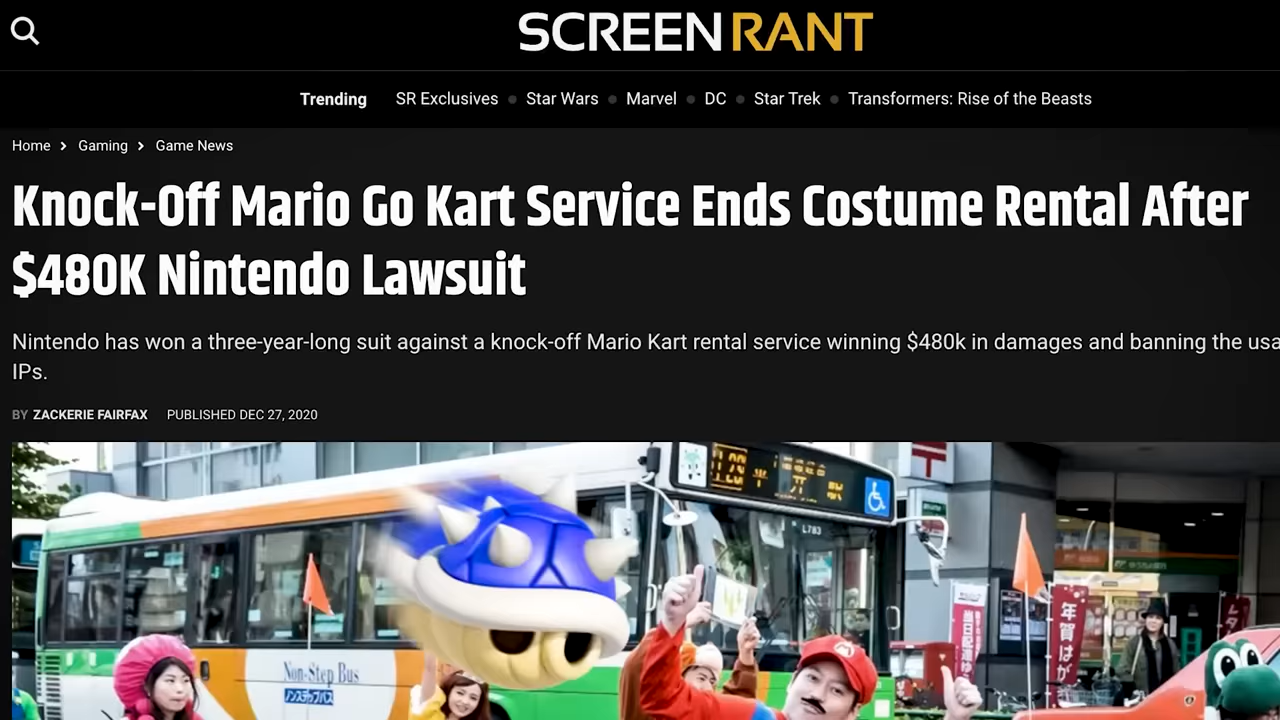 SCREEN RANT
Trending SR Exclusives Star Wars Marvel DC Star Trek Transformers: Rise of the Beasts
Home > Gaming > Game News
Knock-Off Mario Go Kart Service Ends Costume Rental After
$480K Nintendo Lawsuit
Nintendo has won a three-year-long suit against a knock-off Mario Kart rental service winning $480k in damages and banning the usa
IPs.
BY ZACKERIE FAIRFAX PUBLISHED DEC 27, 2020
L783
Non-Step Bus
ノンステップバス
年賀はが